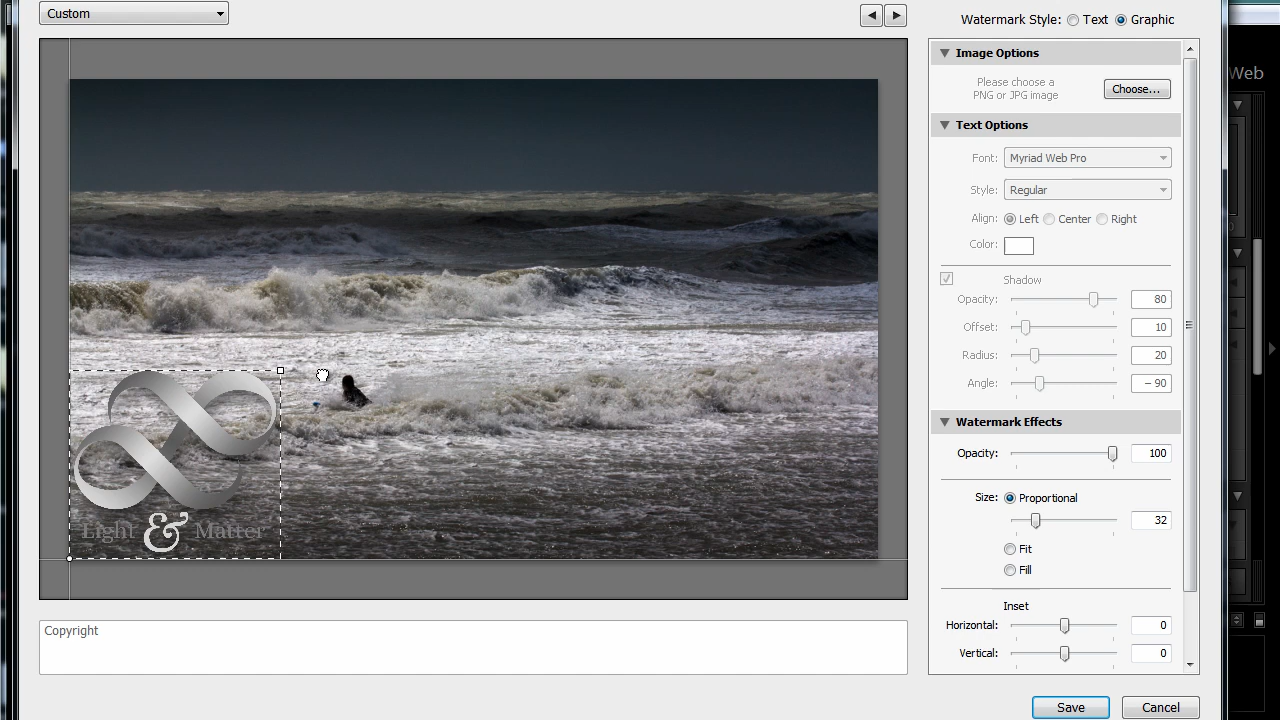 Custom
Watermark Style: Text Graphic
Web
Image Options
Please choose a
PNG or JPG image
Choose...
Text Options
Font: Myriad Web Pro
Style: Regular
Align: Left Center Right
Color:
Shadow
Opacity: 80
Offset: 10
Radius: 20
Angle: – 90
Watermark Effects
Opacity: 100
Size: Proportional
32
Fit
Fill
Inset
Horizontal: 0
Vertical: 0
Light & Matter
Copyright
Save Cancel